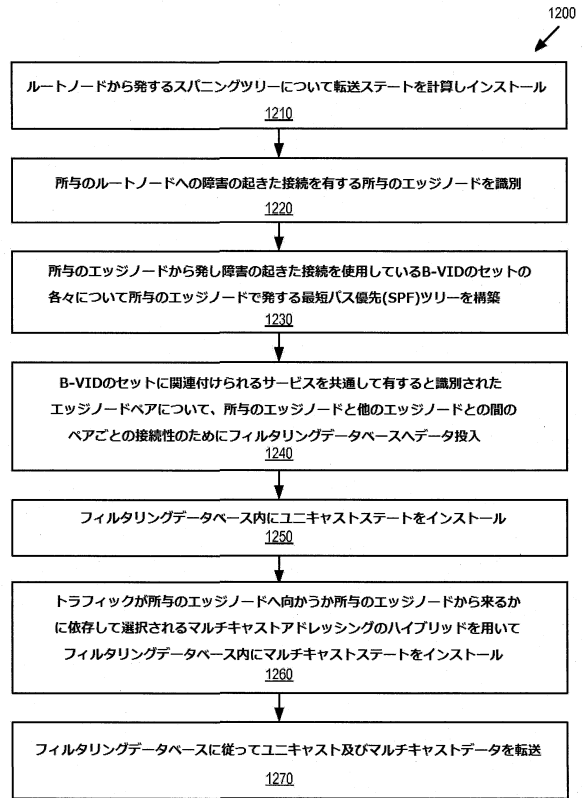 1200
ルートノードから発するスパニングツリーについて転送ステートを計算しインストール
1210
所与のルートノードへの障害の起きた接続を有する所与のエッジノードを識別
1220
所与のエッジノードから発し障害の起きた接続を使用しているB-VIDのセットの
各々について所与のエッジノードで発する最短パス優先(SPF)ツリーを構築
1230
B-VIDのセットに関連付けられるサービスを共通して有すると識別された
エッジノードペアについて、所与のエッジノードと他のエッジノードとの間の
ペアごとの接続性のためにフィルタリングデータベースへデータ投入
1240
フィルタリングデータベース内にユニキャストステートをインストール
1250
トラフィックが所与のエッジノードへ向かうか所与のエッジノードから来るか
に依存して選択されるマルチキャストアドレッシングのハイブリッドを用いて
フィルタリングデータベース内にマルチキャストステートをインストール
1260
フィルタリングデータベースに従ってユニキャスト及びマルチキャストデータを転送
1270